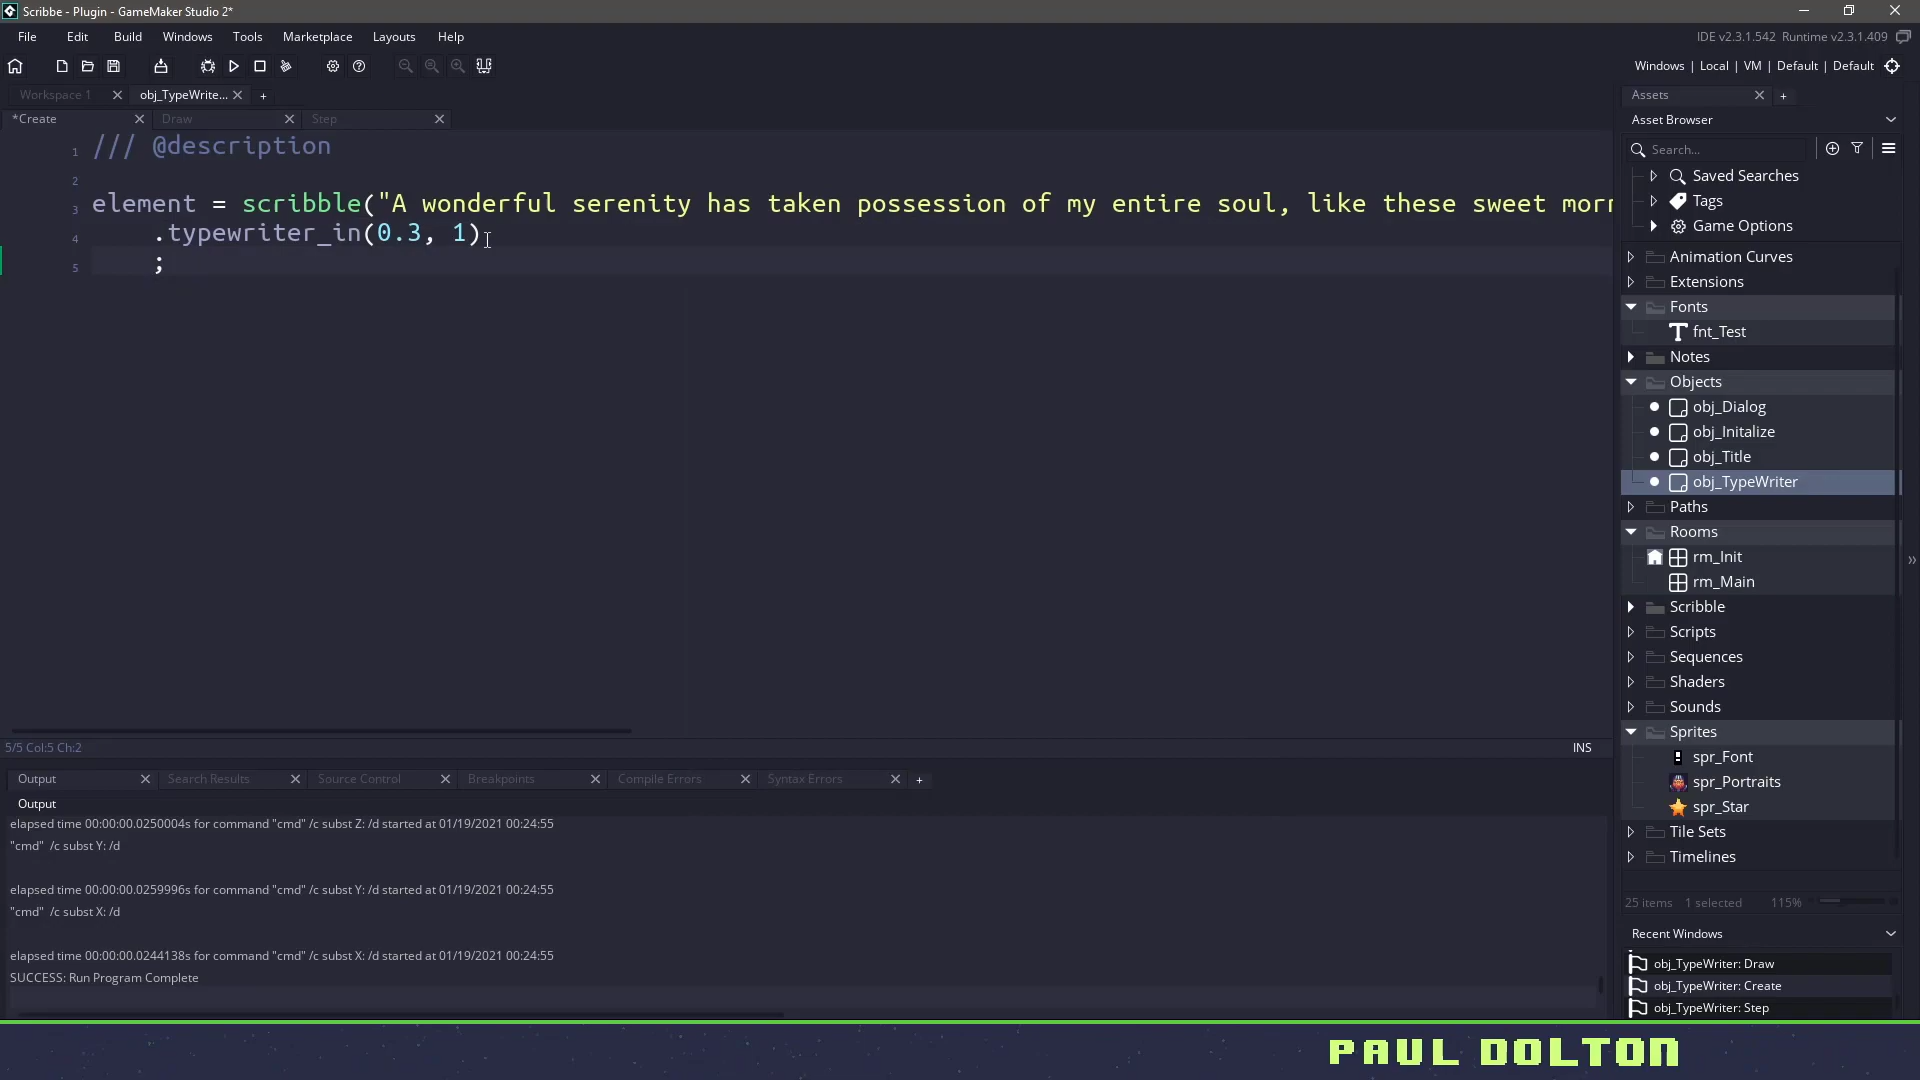 Scribbe - Plugin - GameMaker Studio 2*
File Edit Build Windows Tools Marketplace Layouts Help
IDE v2.3.1.542 Runtime v2.3.1.409
Windows | Local | VM | Default | Default
Workspace 1 obj_TypeWrite... +
*Create Draw Step
1 /// @description
2
3 element = scribble("A wonderful serenity has taken possession of my entire soul, like these sweet morn
4 .typewriter_in(0.3, 1)
5 ;
5/5 Col:5 Ch:2
INS
Output Search Results Source Control Breakpoints Compile Errors Syntax Errors +
Output
elapsed time 00:00:00.0250004s for command "cmd" /c subst Z: /d started at 01/19/2021 00:24:55
"cmd" /c subst Y: /d
elapsed time 00:00:00.0259996s for command "cmd" /c subst Y: /d started at 01/19/2021 00:24:55
"cmd" /c subst X: /d
elapsed time 00:00:00.0244138s for command "cmd" /c subst X: /d started at 01/19/2021 00:24:55
SUCCESS: Run Program Complete
Assets +
Asset Browser
Search...
Saved Searches
Tags
Game Options
Animation Curves
Extensions
Fonts
fnt_Test
Notes
Objects
obj_Dialog
obj_Initalize
obj_Title
obj_TypeWriter
Paths
Rooms
rm_Init
rm_Main
Scribble
Scripts
Sequences
Shaders
Sounds
Sprites
spr_Font
spr_Portraits
spr_Star
Tile Sets
Timelines
25 items 1 selected 115%
Recent Windows
obj_TypeWriter: Draw
obj_TypeWriter: Create
obj_TypeWriter: Step
PAUL DOLTON